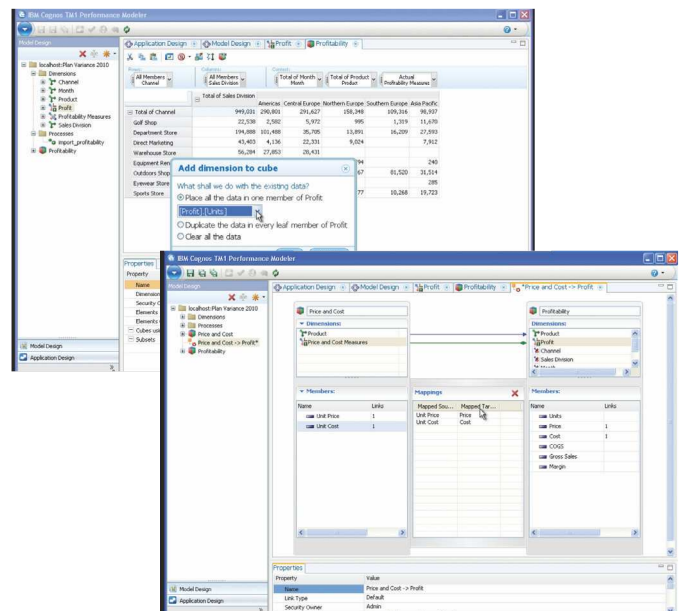 IBM Cognos TM1 Performance Modeler
Model Design
Application Design Model Design Profit Profitability
localhost:Plan Variance 2010
Dimensions
Channel
Month
Product
Profit
Profitability Measures
Sales Division
Processes
import_profitability
Profitability
All Members Channel
All Members Sales Division
Total of Month Month
Total of Product Product
Actual Profitability Measures
Total of Sales Division
Americas Central Europe Northern Europe Southern Europe Asia Pacific
Total of Channel 949,031 290,801 291,627 158,348 109,316 98,937
Golf Shop 22,538 2,582 5,972 995 1,319 11,670
Department Store 194,888 101,488 35,705 13,891 16,209 27,593
Direct Marketing 43,403 4,136 22,331 9,024 7,912
Warehouse Store 56,284 27,853 28,431
Equipment Ren 94 240
Outdoors Shop 67 81,520 31,514
Eyewear Store 285
Sports Store 77 10,268 19,723
Add dimension to cube
What shall we do with the existing data?
Place all the data in one member of Profit
[Profit].[Units]
Duplicate the data in every leaf member of Profit
Clear all the data
Properties
Property
Name
Dimension
Security O
Elements
Elements
Cubes usi
Subsets
Model Design
Application Design
IBM Cognos TM1 Performance Modeler
Model Design
Application Design Model Design Profit Profitability *Price and Cost -> Profit
localhost:Plan Variance 2010
Dimensions
Processes
Price and Cost
Price and Cost <-> Profit*
Profitability
Price and Cost
Dimensions:
Product
Price and Cost Measures
Profitability
Dimensions:
Product
Profit
Channel
Sales Division
Month
Members:
Name Links
Unit Price 1
Unit Cost 1
Mappings
Mapped Sou... Mapped Tar...
Unit Price Price
Unit Cost Cost
Members:
Name Links
Units
Price 1
Cost 1
COGS
Gross Sales
Margin
Properties
Property Value
Name Price and Cost -> Profit
Link Type Default
Security Owner Admin
Model Design
Application Design